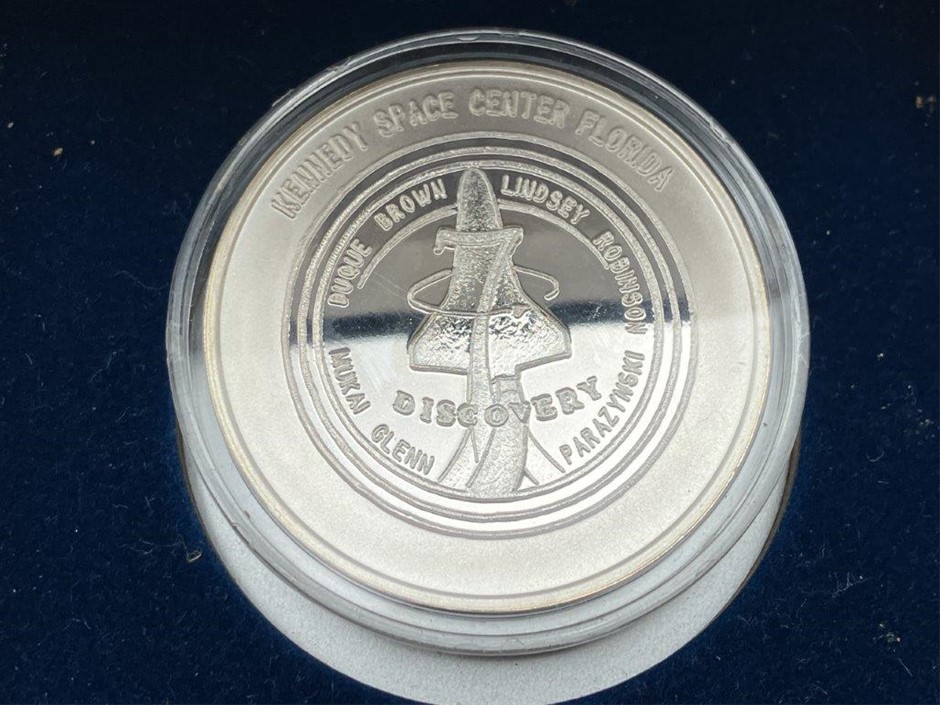 KENNEDY SPACE CENTER FLORIDA
DUQUE BROWN LINDSEY ROBINSON
MUKAI GLENN PARAZYNSKI
DISCOVERY